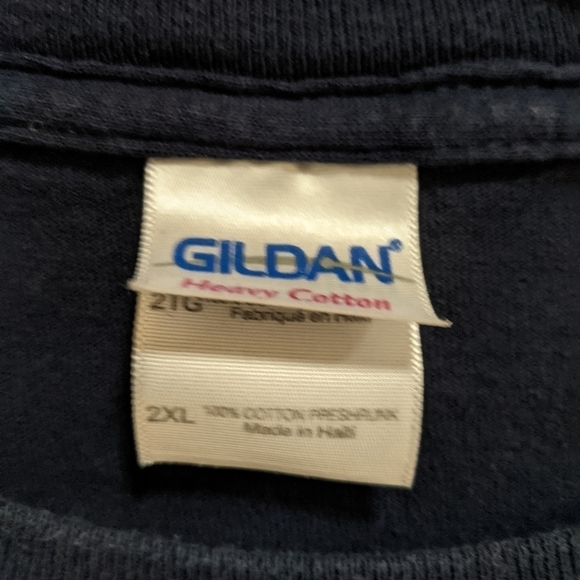 GILDAN®
Heavy Cotton
2TG
Fabriqué en Haïti
2XL 100% COTTON PRESHRUNK
Made in Haiti